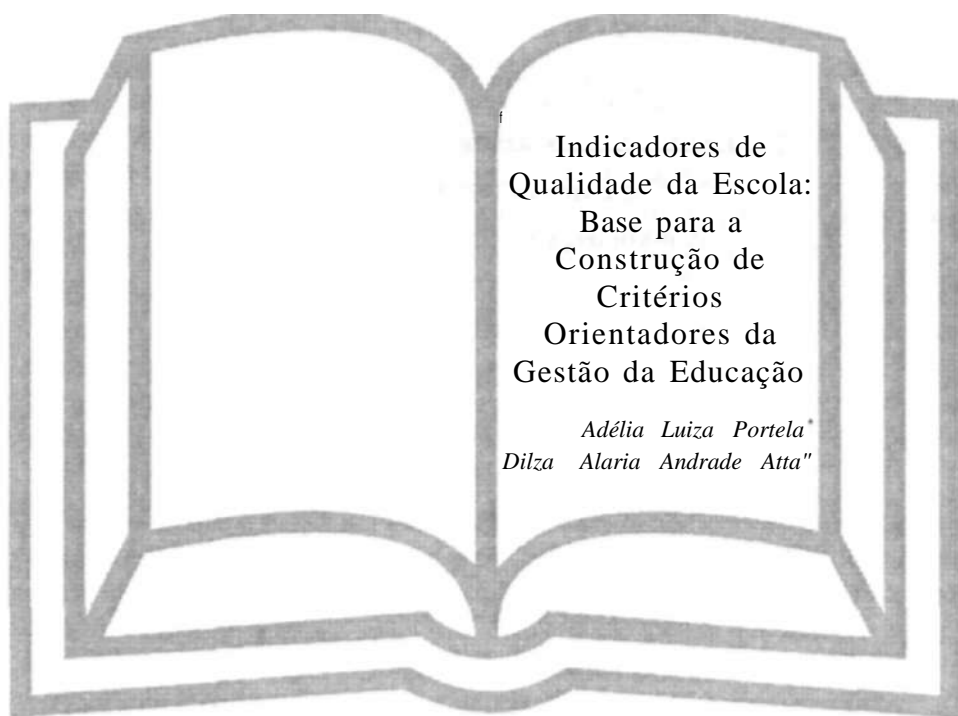 Indicadores de
Qualidade da Escola:
Base para a
Construção de
Critérios
Orientadores da
Gestão da Educação
Adélia Luiza Portela*
Dilza Alaria Andrade Atta"